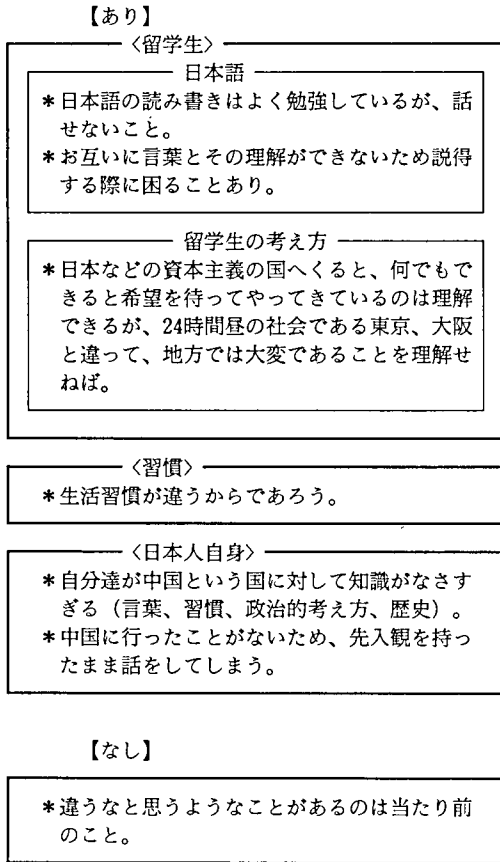 【あり】
〈留学生〉
日本語
*日本語の読み書きはよく勉強しているが、話
せないこと。
*お互いに言葉とその理解ができないため説得
する際に困ることあり。
留学生の考え方
*日本などの資本主義の国へくると、何でもで
きると希望を待ってやってきているのは理解
できるが、24時間昼の社会である東京、大阪
と違って、地方では大変であることを理解せ
ねば。
〈習慣〉
*生活習慣が違うからであろう。
〈日本人自身〉
*自分達が中国という国に対して知識がなさす
ぎる(言葉、習慣、政治的考え方、歴史)。
*中国に行ったことがないため、先入観を持っ
たまま話をしてしまう。
【なし】
*違うなと思うようなことがあるのは当たり前
のこと。